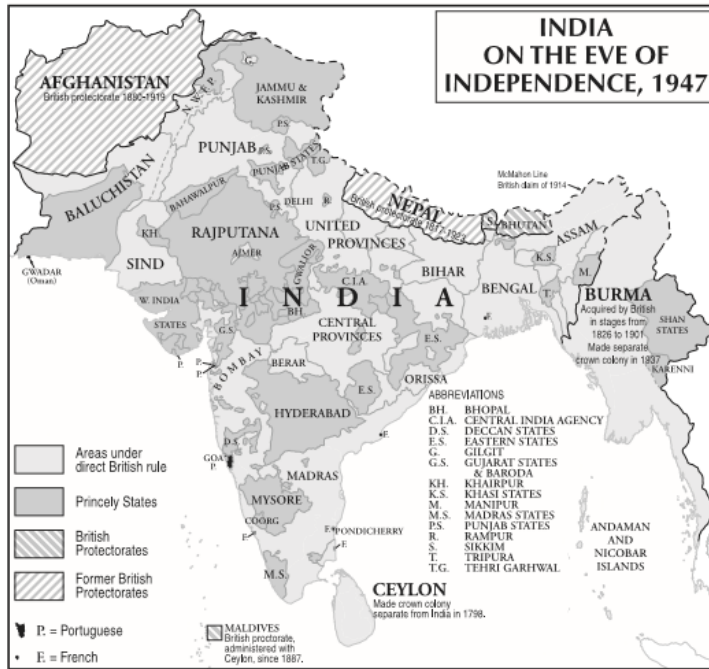 INDIA
ON THE EVE OF
INDEPENDENCE, 1947
AFGHANISTAN
British protectorate 1880-1919
N.W.F.P.
G.
JAMMU &
KASHMIR
P.S.
PUNJAB
P.S.
PUNJAB STATES
T.G.
BALUCHISTAN
BAHAWALPUR
P.S.
DELHI
R.
McMahon Line
British claim of 1914
NEPAL
British protectorate 1817-1923
S.
BHUTAN
ASSAM
KH.
RAJPUTANA
AJMER
GWALIOR
UNITED
PROVINCES
GWADAR
(Oman)
SIND
BIHAR
K.S.
M.
C.I.A.
BENGAL
T.
INDIA
W. INDIA
STATES
BH.
G.S.
CENTRAL
PROVINCES
E.S.
F.
BURMA
Acquired by British
in stages from
1826 to 1901
Made separate
crown colony in 1937
SHAN
STATES
KARENNI
P.
P.
P.
BOMBAY
BERAR
E.S.
ORISSA
HYDERABAD
F.
D.S.
GOA
P.
MADRAS
MYSORE
COORG
F.
F.
PONDICHERRY
F.
M.S.
ABBREVIATIONS
BH. BHOPAL
C.I.A. CENTRAL INDIA AGENCY
D.S. DECCAN STATES
E.S. EASTERN STATES
G. GILGIT
G.S. GUJARAT STATES
& BARODA
KH. KHAIRPUR
K.S. KHASI STATES
M. MANIPUR
M.S. MADRAS STATES
P.S. PUNJAB STATES
R. RAMPUR
S. SIKKIM
T. TRIPURA
T.G. TEHRI GARHWAL
ANDAMAN
AND
NICOBAR
ISLANDS
CEYLON
Made crown colony
separate from India in 1798.
MALDIVES
British proctorate,
administered with
Ceylon, since 1887.
Areas under
direct British rule
Princely States
British
Protectorates
Former British
Protectorates
P. = Portuguese
F. = French